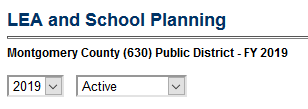 LEA and School Planning
Montgomery County (630) Public District - FY 2019
2019 Active